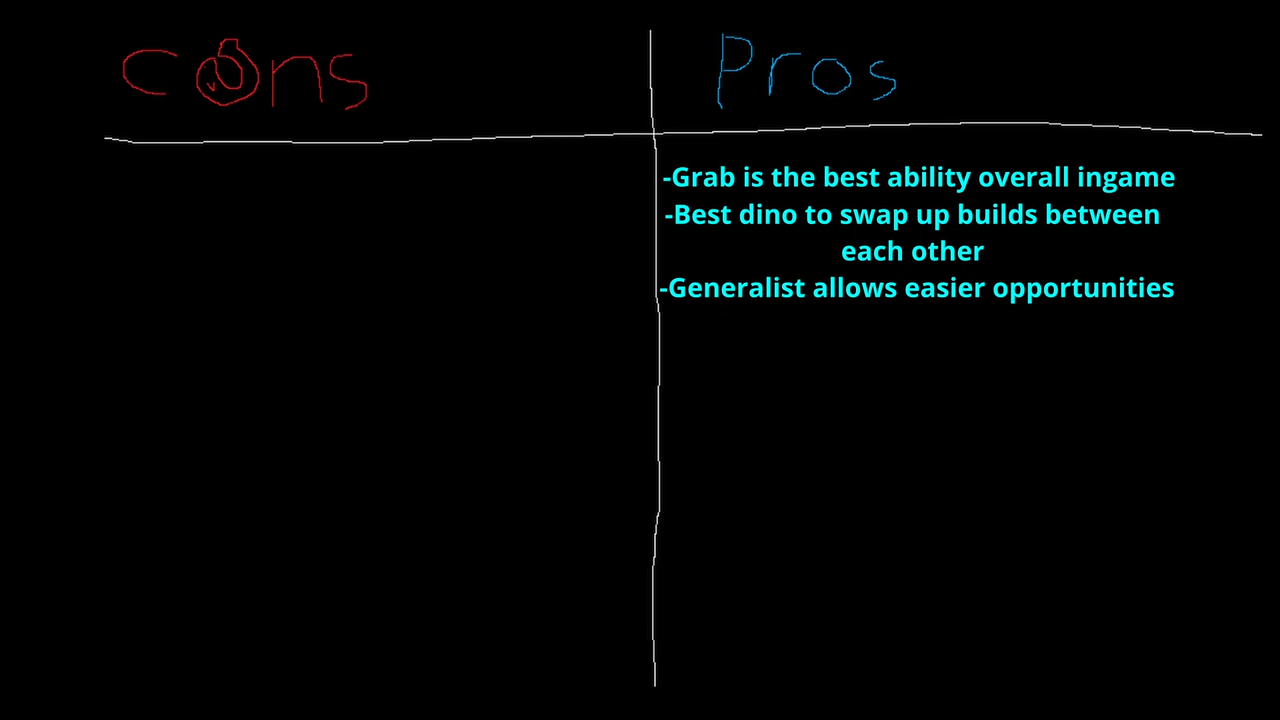 Cons
Pros
-Grab is the best ability overall ingame
-Best dino to swap up builds between
each other
-Generalist allows easier opportunities